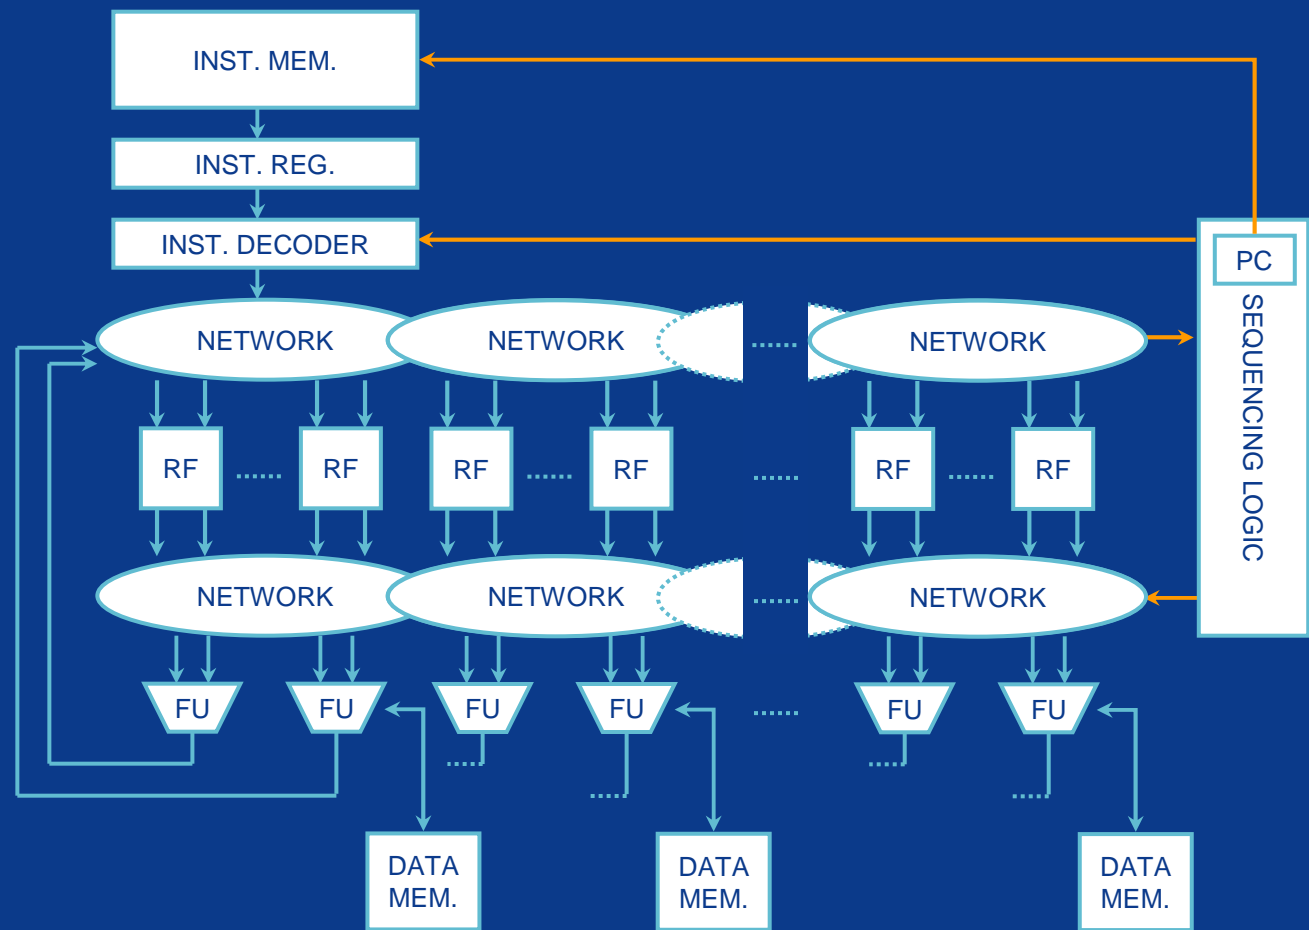 INST. MEM.
INST. REG.
INST. DECODER
PC
SEQUENCING LOGIC
NETWORK
NETWORK
NETWORK
RF
RF
RF
RF
RF
RF
NETWORK
NETWORK
NETWORK
FU
FU
FU
FU
FU
FU
DATA
MEM.
DATA
MEM.
DATA
MEM.